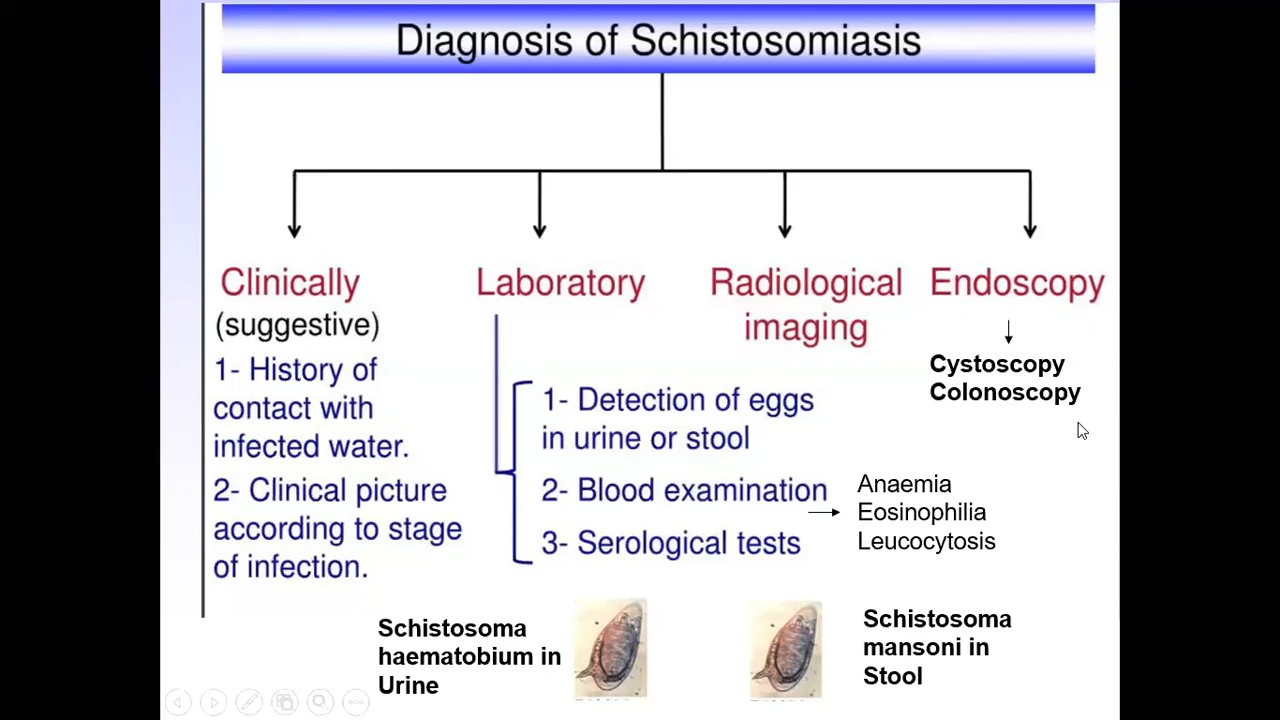 Diagnosis of Schistosomiasis
Clinically
(suggestive)
1- History of
contact with
infected water.
2- Clinical picture
according to stage
of infection.
Laboratory
1- Detection of eggs
in urine or stool
2- Blood examination
3- Serological tests
Anaemia
Eosinophilia
Leucocytosis
Radiological
imaging
Endoscopy
Cystoscopy
Colonoscopy
Schistosoma
haematobium in
Urine
Schistosoma
mansoni in
Stool